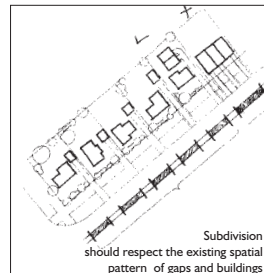 Subdivision
should respect the existing spatial
pattern of gaps and buildings